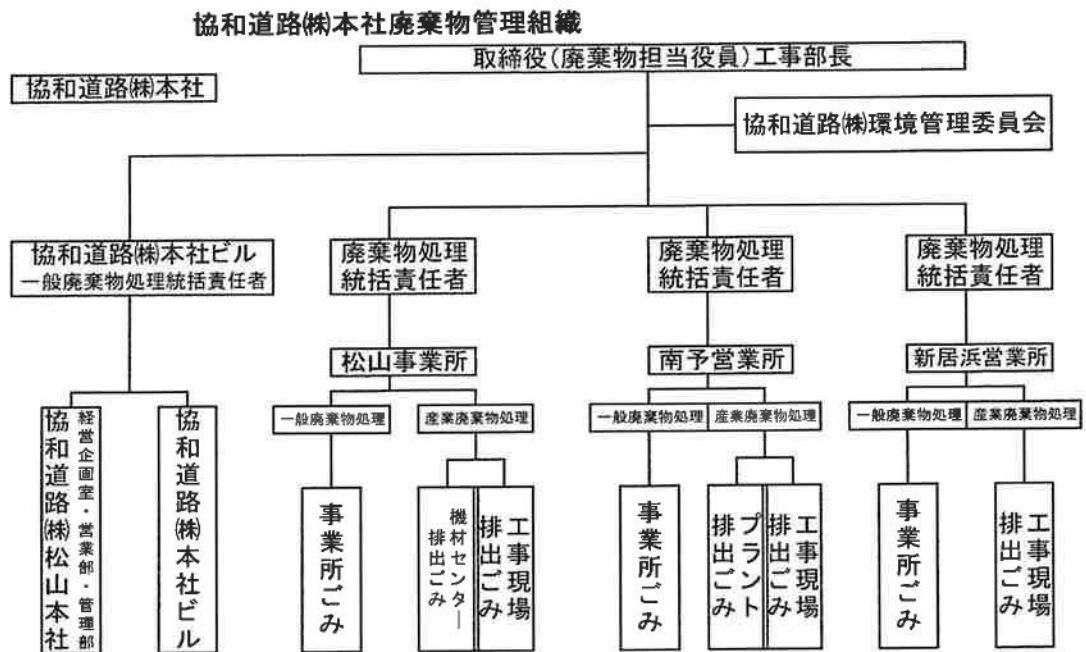 協和道路㈱本社廃棄物管理組織
取締役(廃棄物担当役員)工事部長
協和道路㈱本社
協和道路㈱環境管理委員会
協和道路㈱本社ビル
一般廃棄物処理統括責任者
廃棄物処理
統括責任者
廃棄物処理
統括責任者
廃棄物処理
統括責任者
松山事業所
南予営業所
新居浜営業所
一般廃棄物処理
産業廃棄物処理
一般廃棄物処理
産業廃棄物処理
一般廃棄物処理
産業廃棄物処理
経営企画室・営業部・管理部
協和道路㈱松山本社
協和道路㈱本社ビル
事業所ごみ
機材センター
排出ごみ
工事現場
排出ごみ
事業所ごみ
プラント
排出ごみ
工事現場
排出ごみ
事業所ごみ
工事現場
排出ごみ